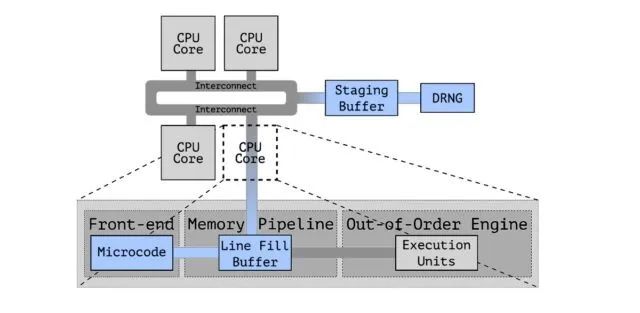 CPU
Core
CPU
Core
Interconnect
Interconnect
Staging
Buffer
DRNG
CPU
Core
CPU
Core
Front-end
Memory Pipeline
Out-of-Order Engine
Microcode
Line Fill
Buffer
Execution
Units